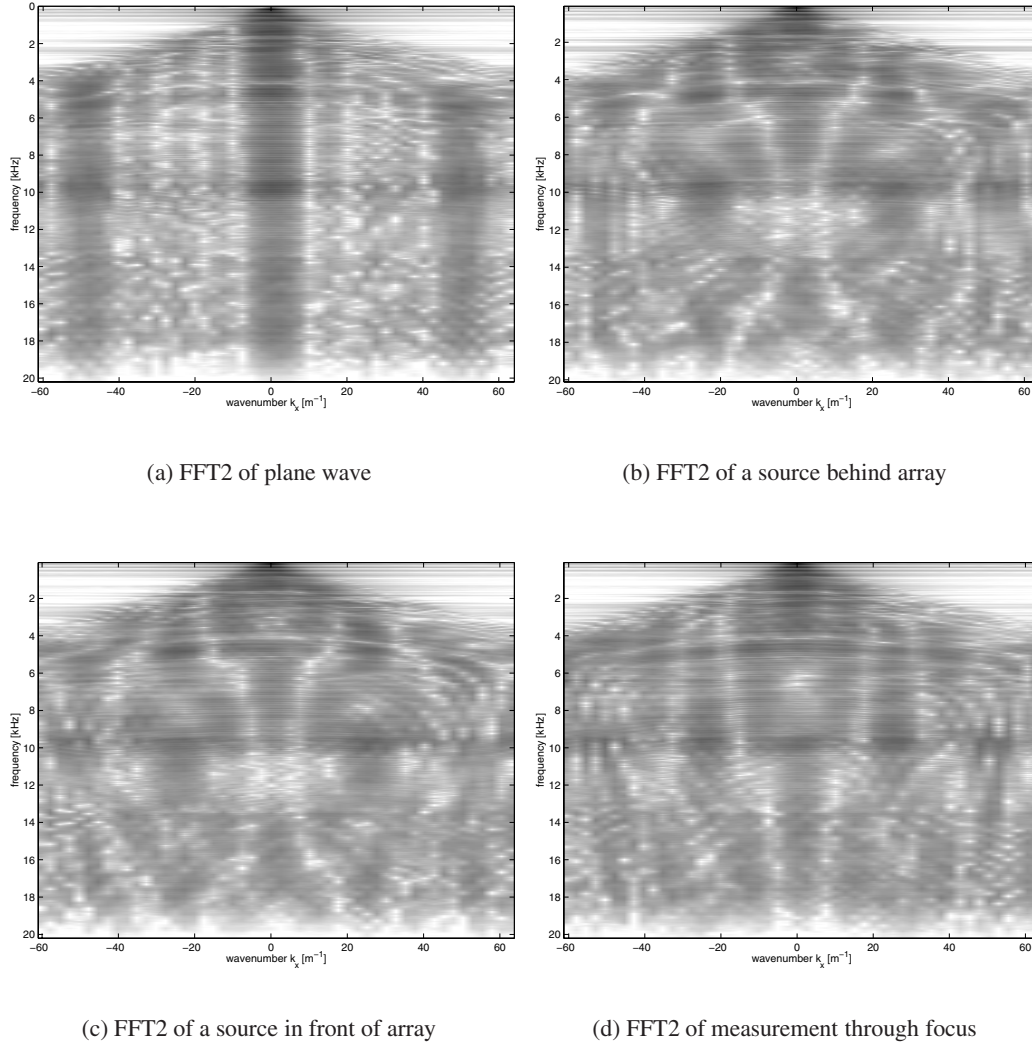 0
2
4
6
8
10
12
14
16
18
20
frequency [kHz]
−60 −40 −20 0 20 40 60
wavenumber k_x [m⁻¹]
(a) FFT2 of plane wave
2
4
6
8
10
12
14
16
18
20
frequency [kHz]
−60 −40 −20 0 20 40 60
wavenumber k_x [m⁻¹]
(b) FFT2 of a source behind array
2
4
6
8
10
12
14
16
18
20
frequency [kHz]
−60 −40 −20 0 20 40 60
wavenumber k_x [m⁻¹]
(c) FFT2 of a source in front of array
2
4
6
8
10
12
14
16
18
20
frequency [kHz]
−60 −40 −20 0 20 40 60
wavenumber k_x [m⁻¹]
(d) FFT2 of measurement through focus